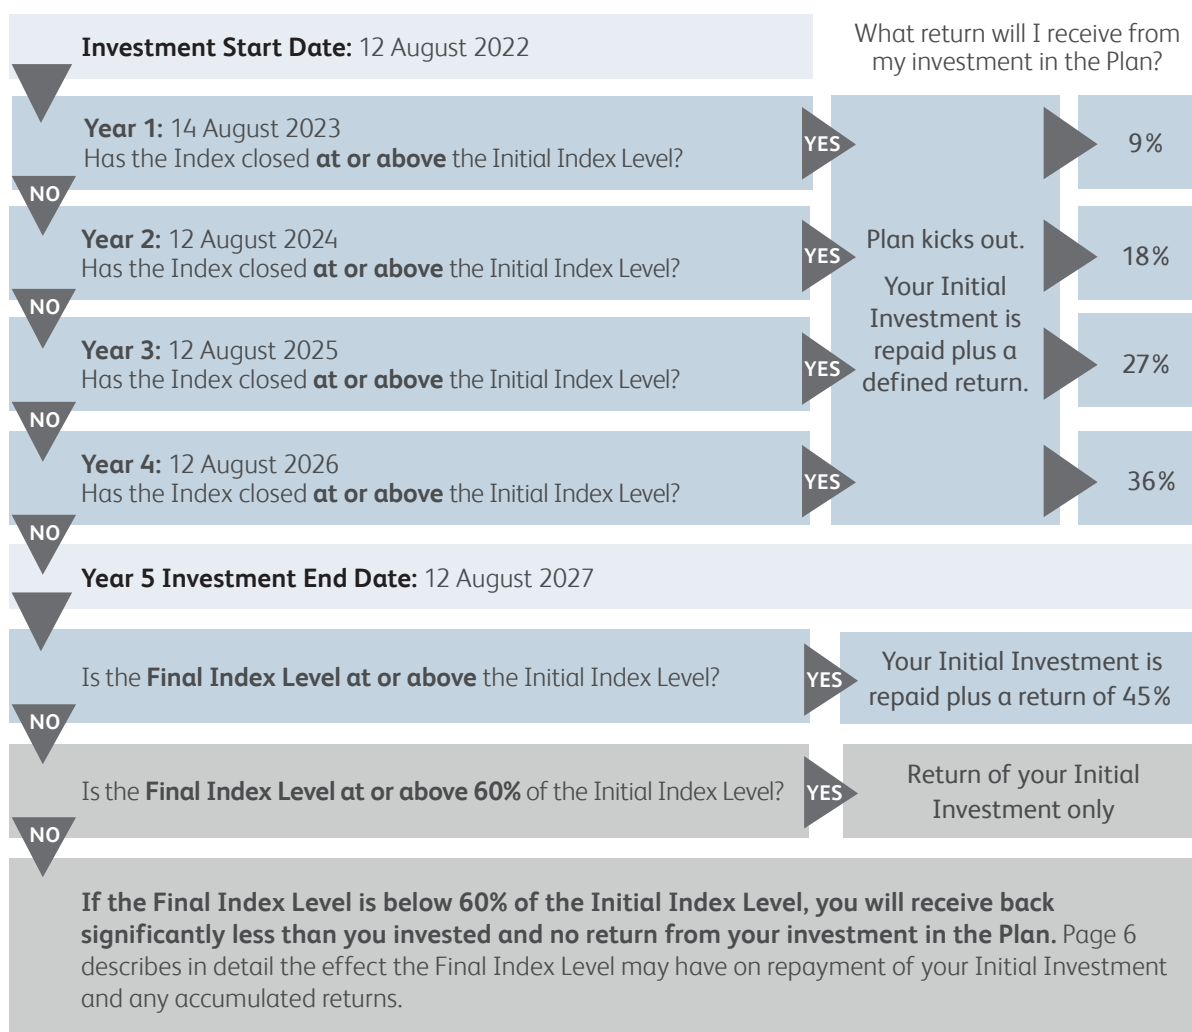 Investment Start Date: 12 August 2022
What return will I receive from
my investment in the Plan?
Year 1: 14 August 2023
Has the Index closed at or above the Initial Index Level?
YES
9%
NO
Year 2: 12 August 2024
Has the Index closed at or above the Initial Index Level?
YES
Plan kicks out.
Your Initial
Investment is
repaid plus a
defined return.
18%
NO
Year 3: 12 August 2025
Has the Index closed at or above the Initial Index Level?
YES
27%
NO
Year 4: 12 August 2026
Has the Index closed at or above the Initial Index Level?
YES
36%
NO
Year 5 Investment End Date: 12 August 2027
Is the Final Index Level at or above the Initial Index Level?
YES
Your Initial Investment is
repaid plus a return of 45%
NO
Is the Final Index Level at or above 60% of the Initial Index Level?
YES
Return of your Initial
Investment only
NO
If the Final Index Level is below 60% of the Initial Index Level, you will receive back
significantly less than you invested and no return from your investment in the Plan. Page 6
describes in detail the effect the Final Index Level may have on repayment of your Initial Investment
and any accumulated returns.